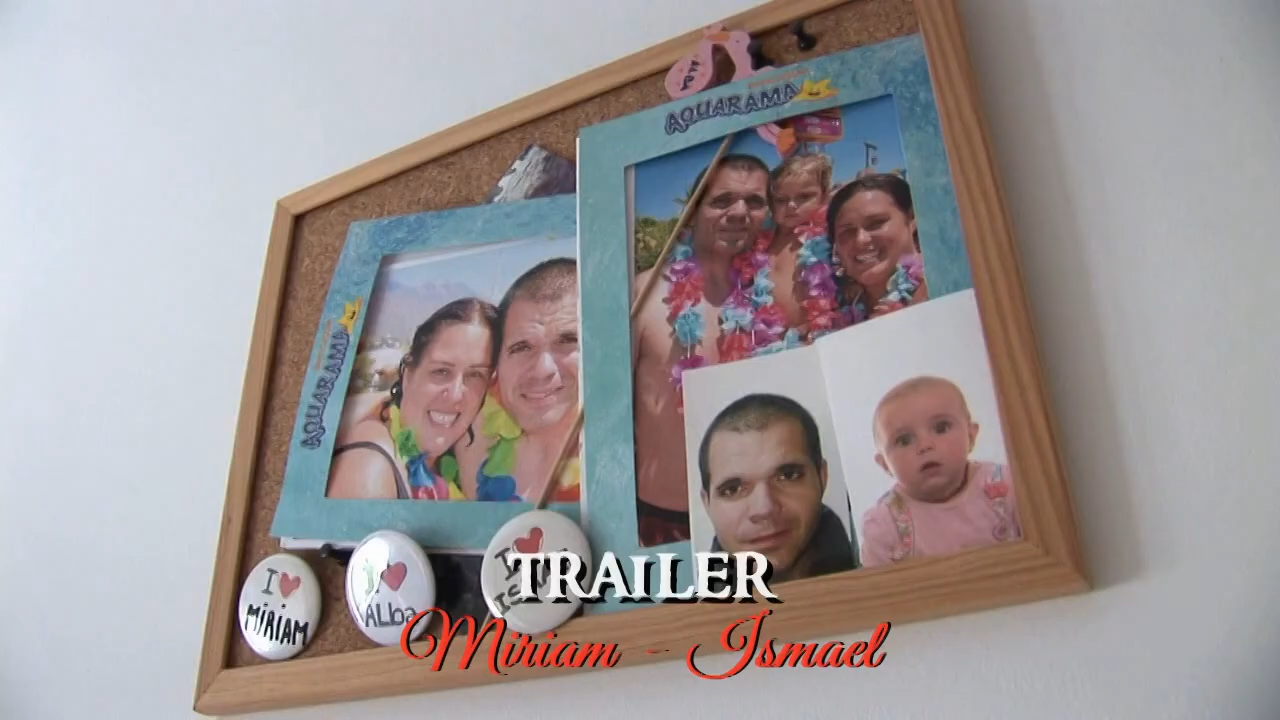 AQUARAMA
AQUARAMA
I
MiRiAM
I
ALba
I
TRAiLER
Miriam - Ismael